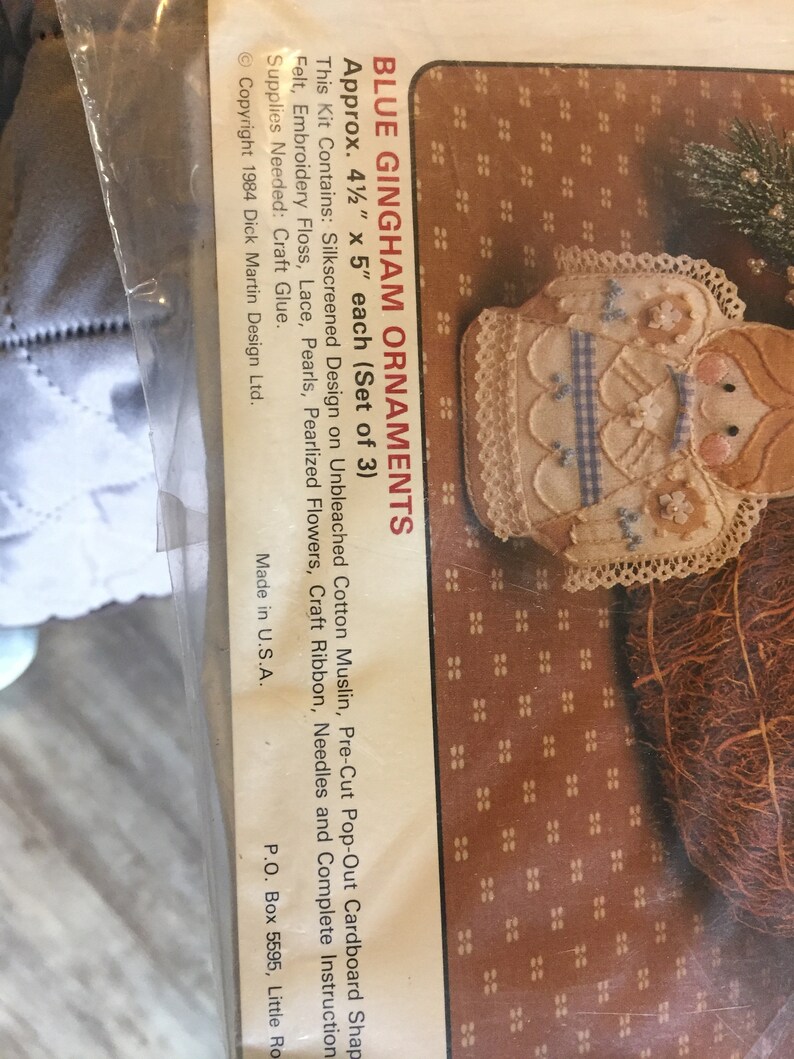 BLUE GINGHAM ORNAMENTS
Approx. 4½" x 5" each (Set of 3)
This Kit Contains: Silkscreened Design on Unbleached Cotton Muslin, Pre-Cut Pop-Out Cardboard Shap
Felt, Embroidery Floss, Lace, Pearls, Pearlized Flowers, Craft Ribbon, Needles and Complete Instruction
Supplies Needed: Craft Glue.
© Copyright 1984 Dick Martin Design Ltd. Made in U.S.A. P.O. Box 5595, Little Ro